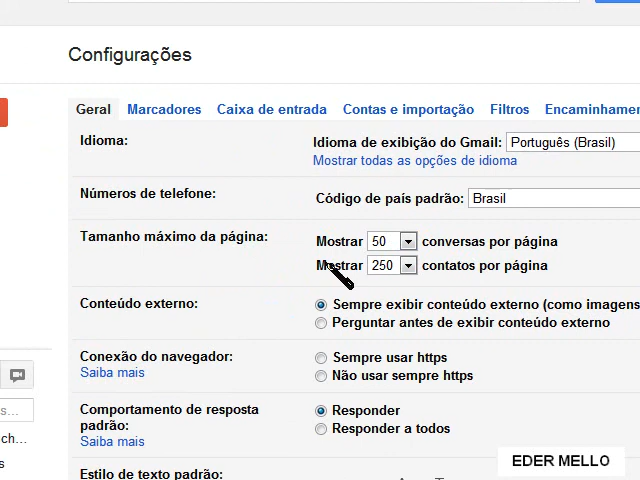 Configurações
Geral Marcadores Caixa de entrada Contas e importação Filtros Encaminhamen
Idioma: Idioma de exibição do Gmail: Português (Brasil)
Mostrar todas as opções de idioma
Números de telefone: Código de país padrão: Brasil
Tamanho máximo da página: Mostrar 50 conversas por página
Mostrar 250 contatos por página
Conteúdo externo: Sempre exibir conteúdo externo (como imagens
Perguntar antes de exibir conteúdo externo
Conexão do navegador: Sempre usar https
Saiba mais Não usar sempre https
Comportamento de resposta Responder
padrão: Responder a todos
Saiba mais
s...
ch...
s
EDER MELLO
Estilo de texto padrão: